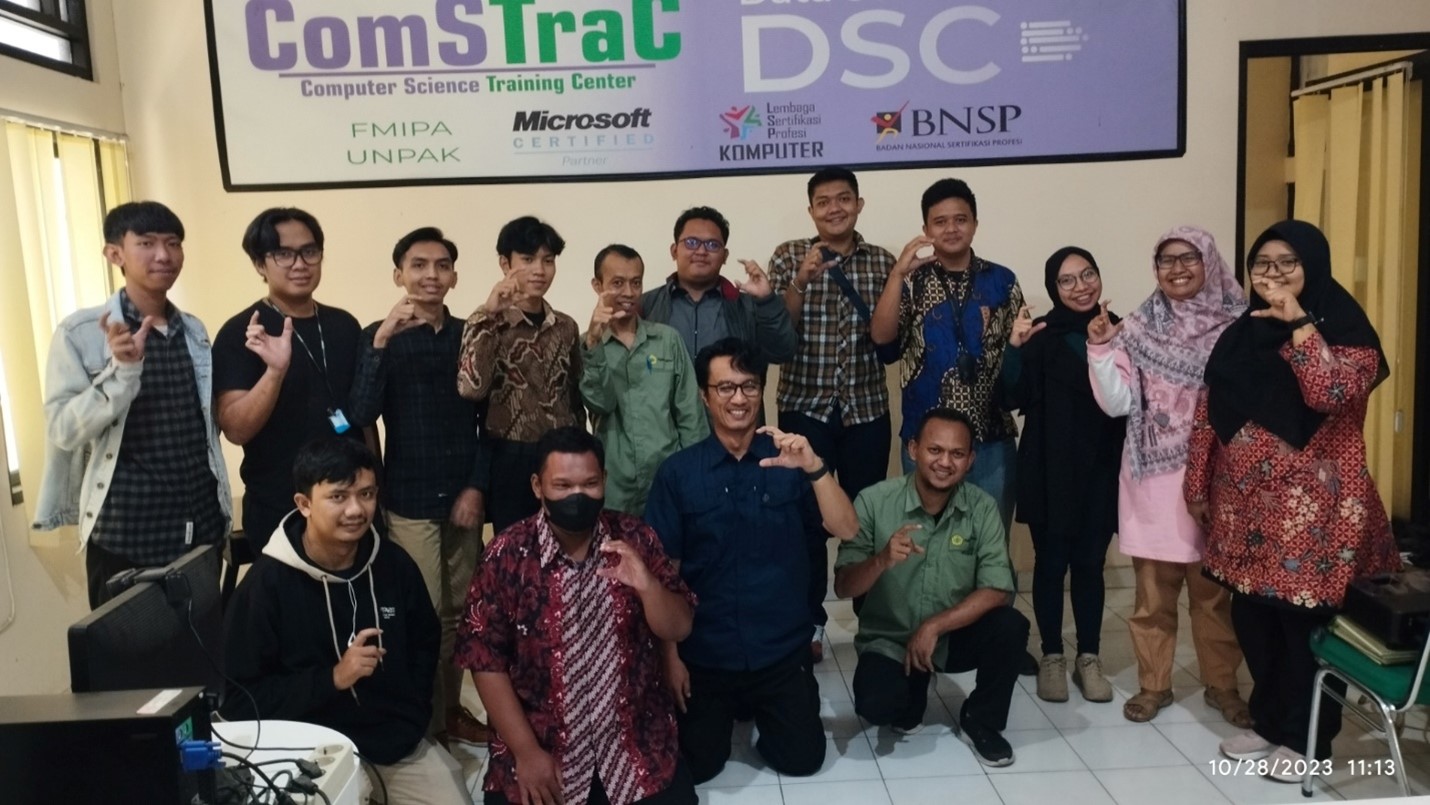 ComSTraC
Computer Science Training Center
FMIPA
UNPAK
Microsoft
CERTIFIED
Partner
DSC
Lembaga
Sertifikasi
Profesi
KOMPUTER
BNSP
BADAN NASIONAL SERTIFIKASI PROFESI
10/28/2023 11:13